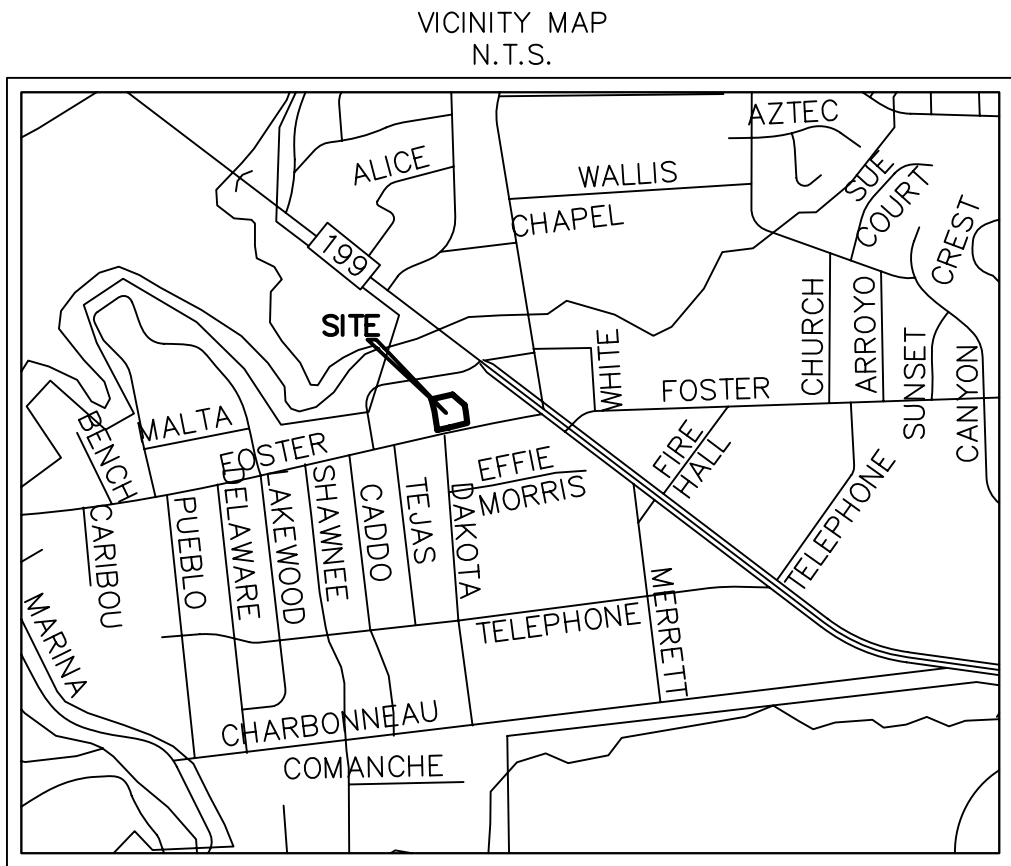 VICINITY MAP
N.T.S.
AZTEC
ALICE
WALLIS
SUE
COURT
CHAPEL
CREST
199
SITE
CHURCH
ARROYO
SUNSET
CANYON
WHITE
FOSTER
MALTA
BENCH
FOSTER
EFFIE
MORRIS
FIRE
HALL
TELEPHONE
CARIBOU
PUEBLO
DELAWARE
LAKEWOOD
SHAWNEE
CADDO
TEJAS
DAKOTA
MARINA
TELEPHONE
MERRETT
CHARBONNEAU
COMANCHE